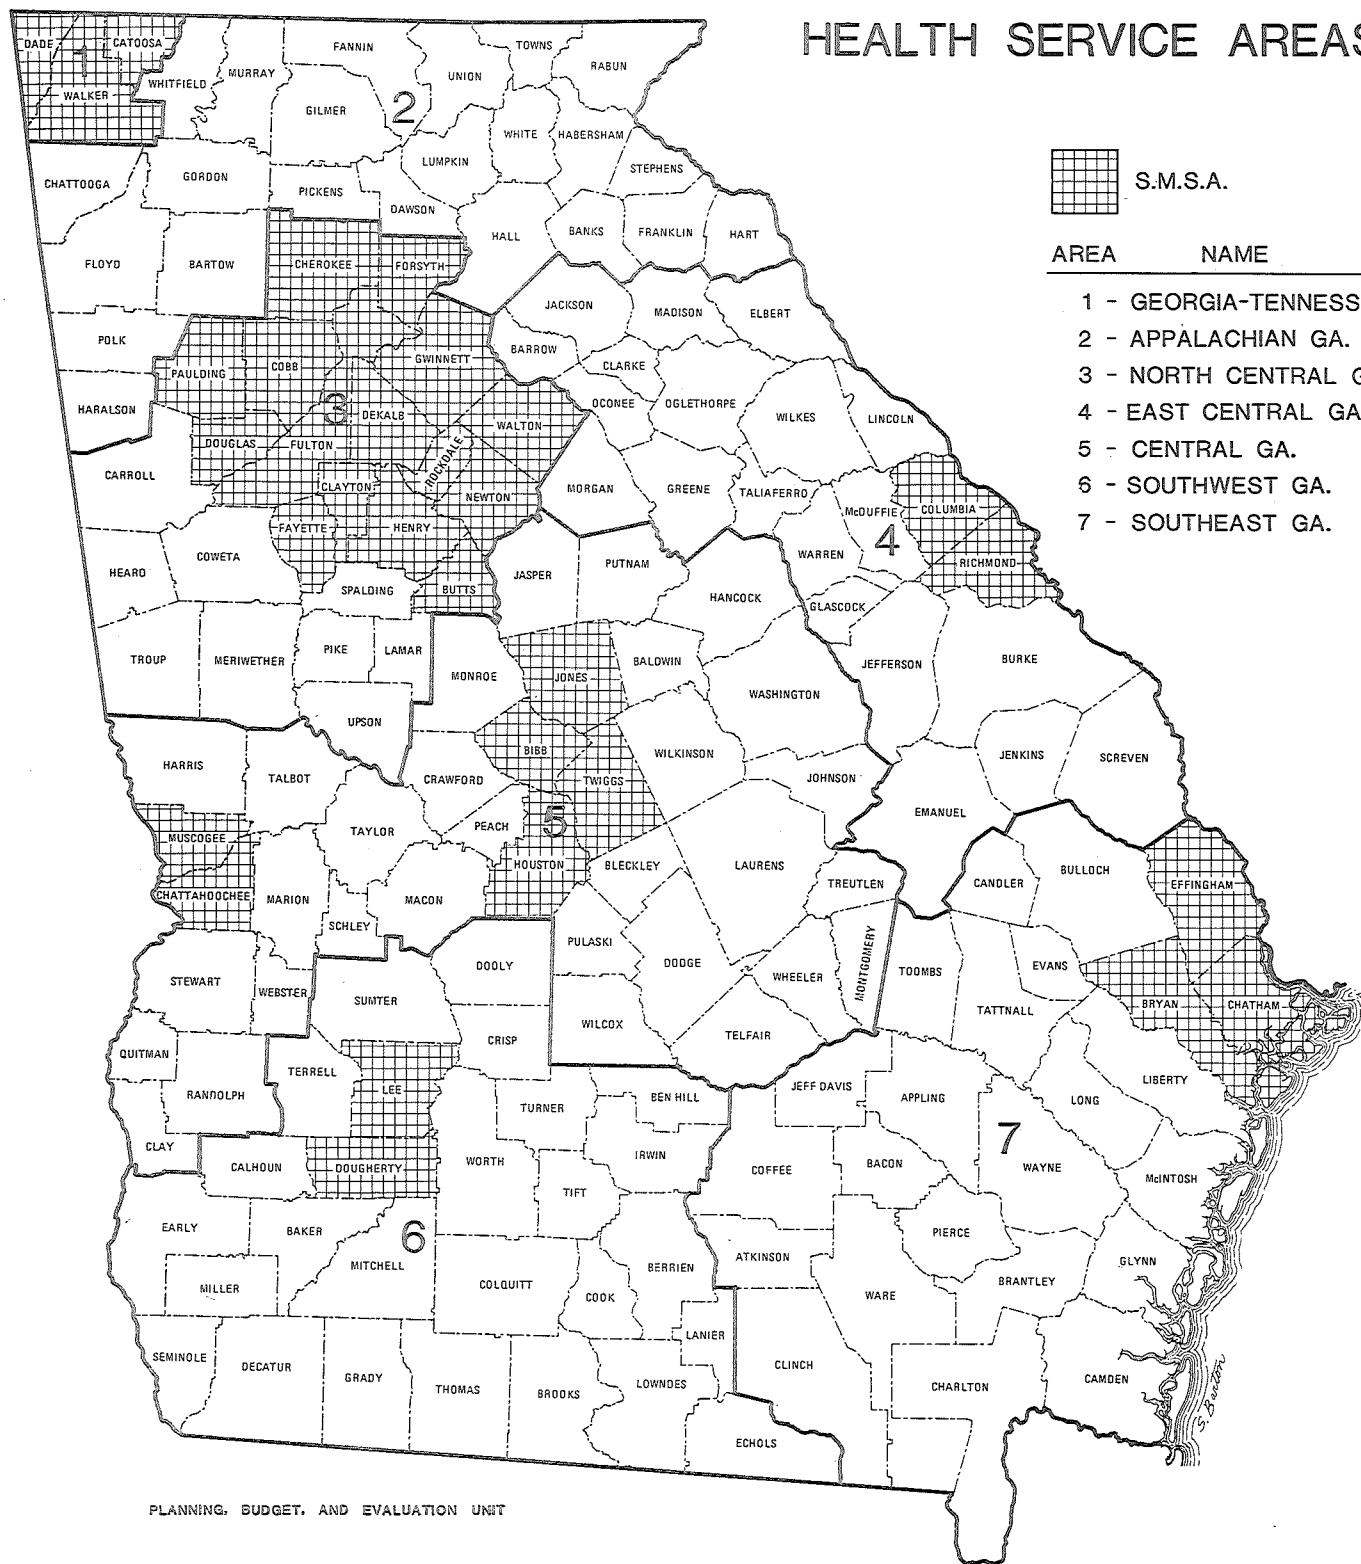 HEALTH SERVICE AREAS
S.M.S.A.
AREA NAME
1 - GEORGIA-TENNESS
2 - APPALACHIAN GA.
3 - NORTH CENTRAL G
4 - EAST CENTRAL GA
5 - CENTRAL GA.
6 - SOUTHWEST GA.
7 - SOUTHEAST GA.
DADE
CATOOSA
1
WALKER
WHITFIELD
MURRAY
FANNIN
GILMER
2
UNION
TOWNS
RABUN
LUMPKIN
WHITE
HABERSHAM
STEPHENS
CHATTOOGA
GORDON
PICKENS
DAWSON
HALL
BANKS
FRANKLIN
HART
FLOYD
BARTOW
CHEROKEE
FORSYTH
JACKSON
MADISON
ELBERT
POLK
PAULDING
COBB
GWINNETT
BARROW
CLARKE
OCONEE
OGLETHORPE
WILKES
LINCOLN
HARALSON
3
DEKALB
WALTON
DOUGLAS
FULTON
ROCKDALE
CARROLL
CLAYTON
NEWTON
MORGAN
GREENE
TALIAFERRO
McDUFFIE
COLUMBIA
4
FAYETTE
HENRY
WARREN
RICHMOND
HEARD
COWETA
SPALDING
BUTTS
JASPER
PUTNAM
HANCOCK
GLASCOCK
TROUP
MERIWETHER
PIKE
LAMAR
MONROE
JONES
BALDWIN
WASHINGTON
JEFFERSON
BURKE
UPSON
BIBB
WILKINSON
JENKINS
SCREVEN
HARRIS
TALBOT
CRAWFORD
TWIGGS
JOHNSON
EMANUEL
MUSCOGEE
TAYLOR
PEACH
5
HOUSTON
BLECKLEY
LAURENS
TREUTLEN
CANDLER
BULLOCH
EFFINGHAM
CHATTAHOOCHEE
MARION
SCHLEY
MACON
PULASKI
DODGE
WHEELER
MONTGOMERY
TOOMBS
EVANS
TATTNALL
BRYAN
CHATHAM
STEWART
WEBSTER
SUMTER
DOOLY
WILCOX
TELFAIR
CRISP
QUITMAN
RANDOLPH
TERRELL
LEE
TURNER
BEN HILL
JEFF DAVIS
APPLING
LONG
LIBERTY
CLAY
CALHOUN
DOUGHERTY
WORTH
TIFT
IRWIN
COFFEE
BACON
7
WAYNE
McINTOSH
EARLY
BAKER
6
MITCHELL
MILLER
COLQUITT
COOK
BERRIEN
ATKINSON
PIERCE
WARE
BRANTLEY
GLYNN
LANIER
SEMINOLE
DECATUR
GRADY
THOMAS
BROOKS
LOWNDES
CLINCH
CHARLTON
CAMDEN
ECHOLS
S. Burton
PLANNING, BUDGET, AND EVALUATION UNIT